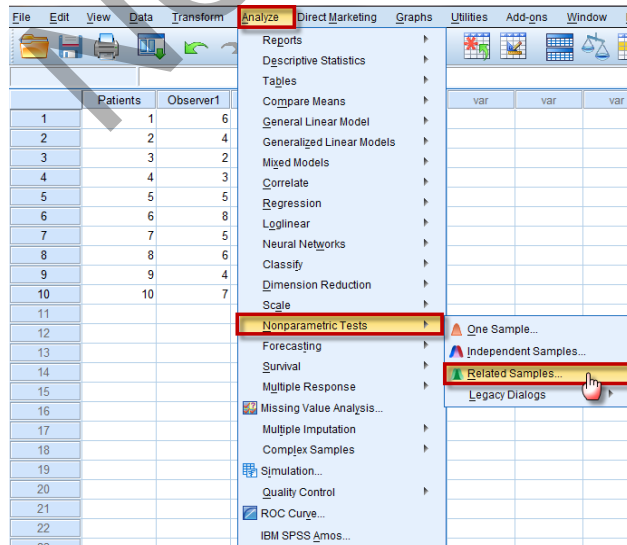 File Edit View Data Transform Analyze Direct Marketing Graphs Utilities Add-ons Window
Reports
Descriptive Statistics
Tables
Patients Observer1 Compare Means var var var
1 1 6 General Linear Model
2 2 4 Generalized Linear Models
3 3 2 Mixed Models
4 4 3 Correlate
5 5 5 Regression
6 6 8 Loglinear
7 7 5 Neural Networks
8 8 6 Classify
9 9 4 Dimension Reduction
10 10 7 Scale
11 Nonparametric Tests One Sample...
12 Forecasting Independent Samples...
13 Survival Related Samples...
14 Multiple Response Legacy Dialogs
15 Missing Value Analysis...
16 Multiple Imputation
17 Complex Samples
18 Simulation...
19 Quality Control
20 ROC Curve...
21 IBM SPSS Amos...
22